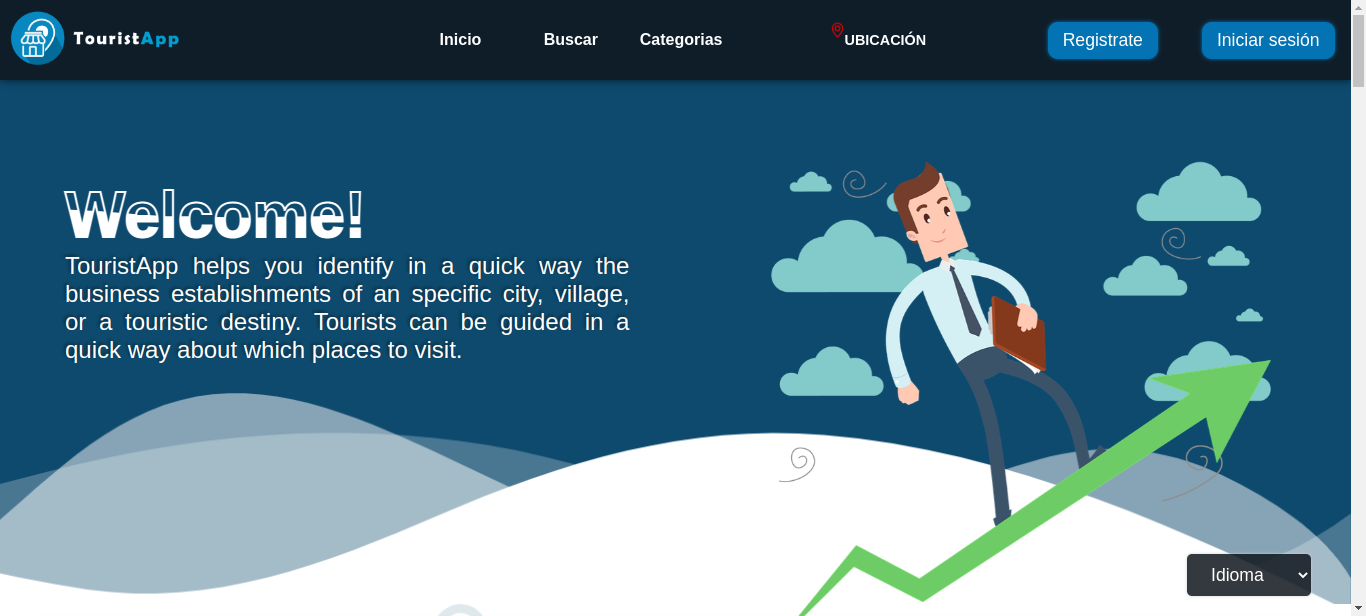 TouristApp
Inicio
Buscar
Categorias
UBICACIÓN
Registrate
Iniciar sesión
Welcome!
TouristApp helps you identify in a quick way the
business establishments of an specific city, village,
or a touristic destiny. Tourists can be guided in a
quick way about which places to visit.
Idioma